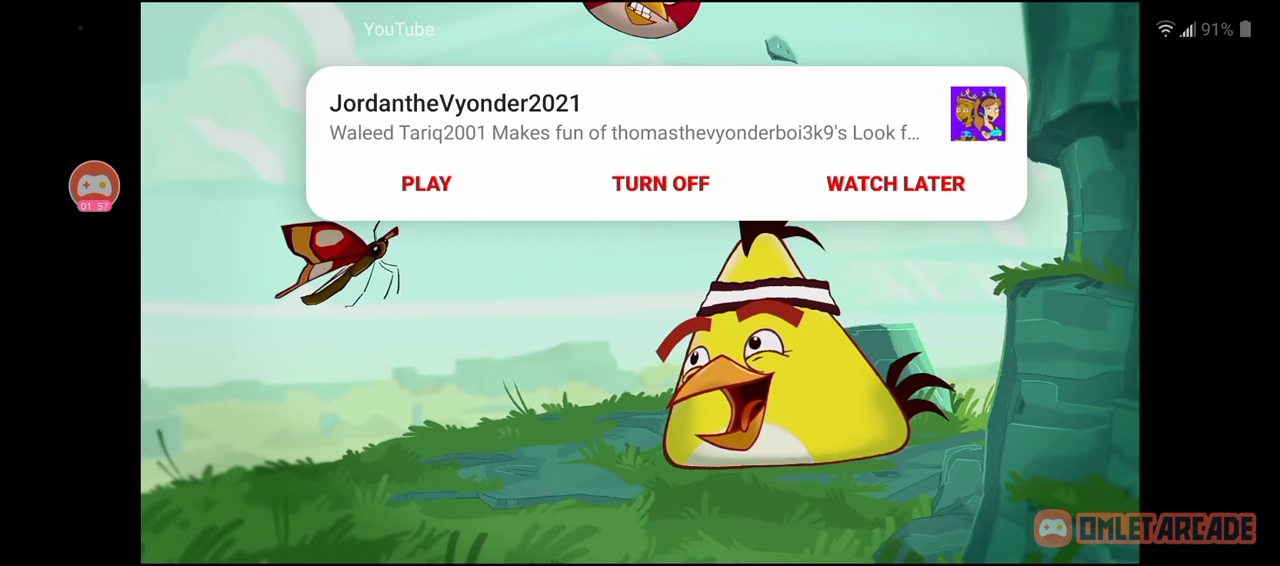 YouTube
91%
JordantheVyonder2021
Waleed Tariq2001 Makes fun of thomasthevyonderboi3k9's Look f...
PLAY TURN OFF WATCH LATER
01:57
OMLET ARCADE